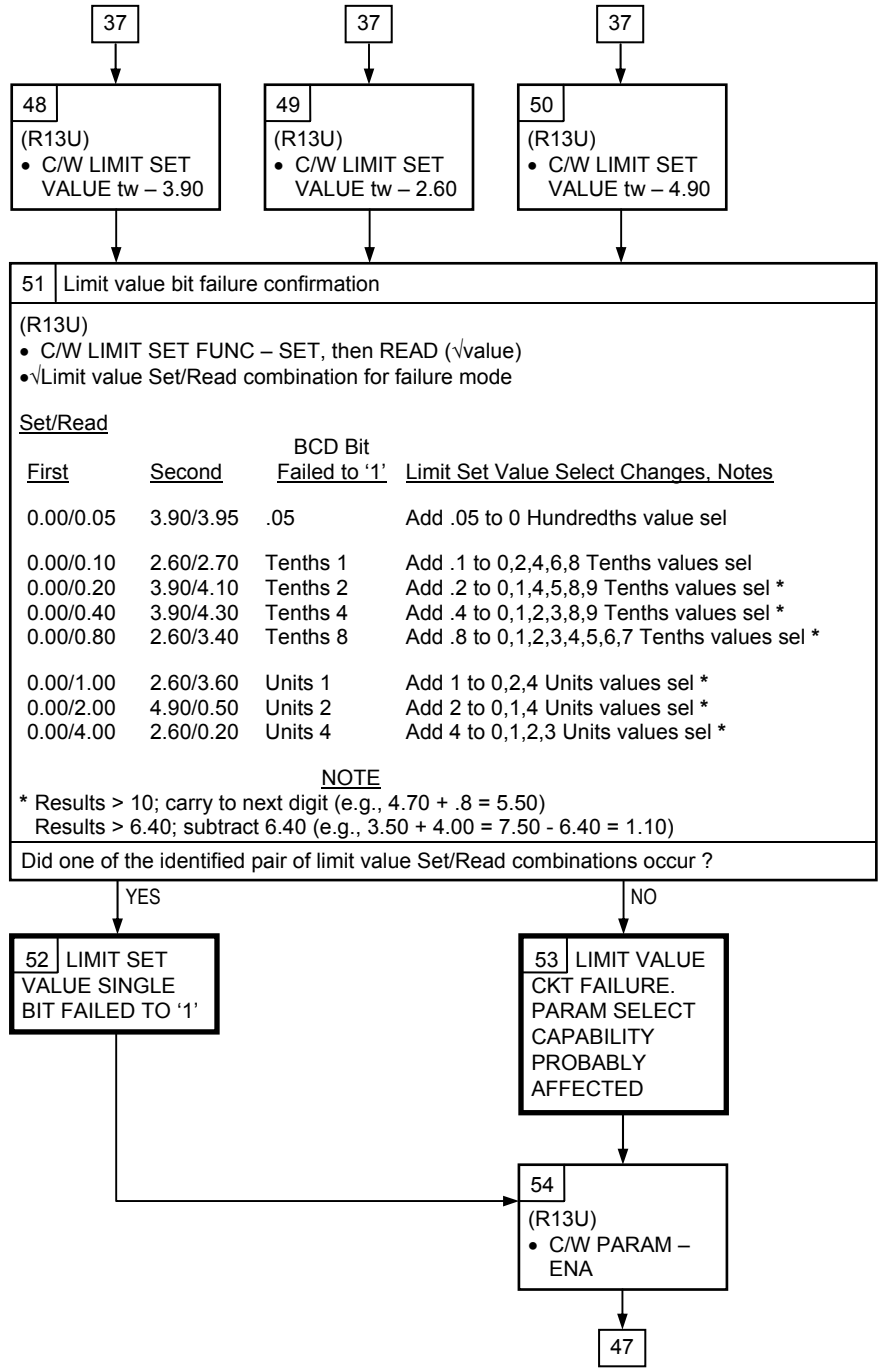 37 37 37
48
(R13U)
• C/W LIMIT SET
VALUE tw – 3.90
49
(R13U)
• C/W LIMIT SET
VALUE tw – 2.60
50
(R13U)
• C/W LIMIT SET
VALUE tw – 4.90
51 Limit value bit failure confirmation
(R13U)
• C/W LIMIT SET FUNC – SET, then READ (√value)
•√Limit value Set/Read combination for failure mode
Set/Read
BCD Bit
First Second Failed to ‘1’ Limit Set Value Select Changes, Notes
0.00/0.05 3.90/3.95 .05 Add .05 to 0 Hundredths value sel
0.00/0.10 2.60/2.70 Tenths 1 Add .1 to 0,2,4,6,8 Tenths values sel
0.00/0.20 3.90/4.10 Tenths 2 Add .2 to 0,1,4,5,8,9 Tenths values sel *
0.00/0.40 3.90/4.30 Tenths 4 Add .4 to 0,1,2,3,8,9 Tenths values sel *
0.00/0.80 2.60/3.40 Tenths 8 Add .8 to 0,1,2,3,4,5,6,7 Tenths values sel *
0.00/1.00 2.60/3.60 Units 1 Add 1 to 0,2,4 Units values sel *
0.00/2.00 4.90/0.50 Units 2 Add 2 to 0,1,4 Units values sel *
0.00/4.00 2.60/0.20 Units 4 Add 4 to 0,1,2,3 Units values sel *
NOTE
* Results > 10; carry to next digit (e.g., 4.70 + .8 = 5.50)
Results > 6.40; subtract 6.40 (e.g., 3.50 + 4.00 = 7.50 - 6.40 = 1.10)
Did one of the identified pair of limit value Set/Read combinations occur ?
YES NO
52 LIMIT SET
VALUE SINGLE
BIT FAILED TO ‘1’
53 LIMIT VALUE
CKT FAILURE.
PARAM SELECT
CAPABILITY
PROBABLY
AFFECTED
54
(R13U)
• C/W PARAM –
ENA
47